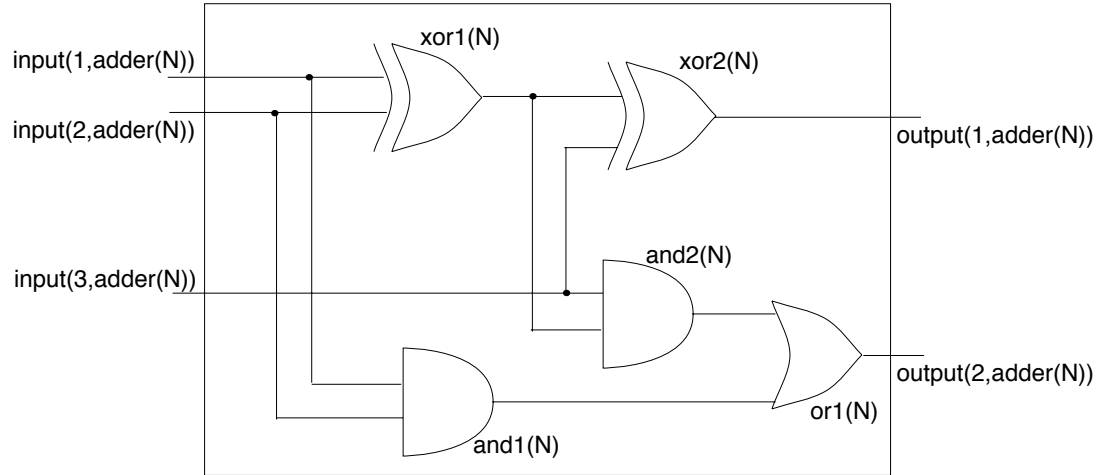 xor1(N)
input(1,adder(N))
xor2(N)
input(2,adder(N))
output(1,adder(N))
and2(N)
input(3,adder(N))
output(2,adder(N))
or1(N)
and1(N)